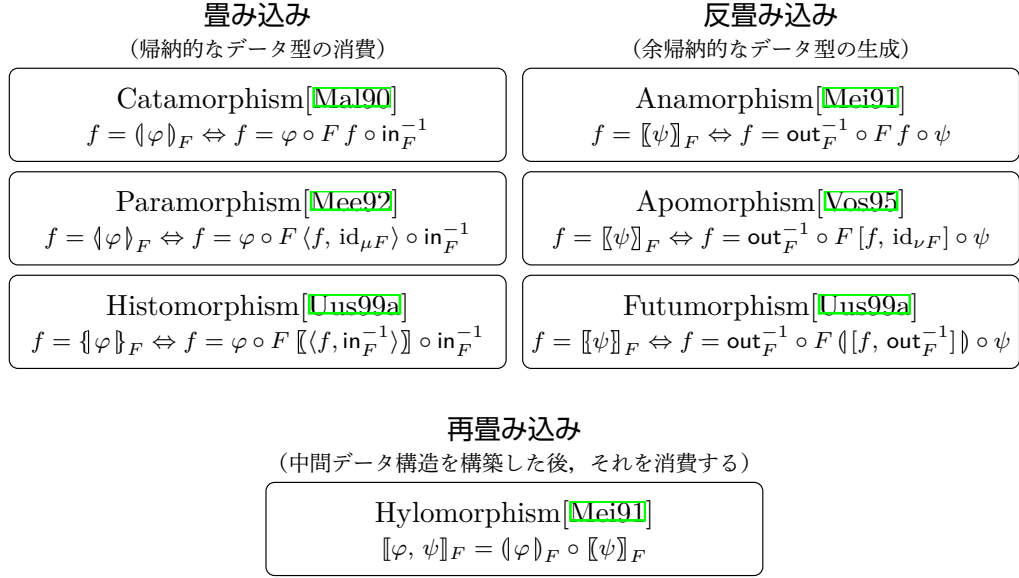 畳み込み
（帰納的なデータ型の消費）
Catamorphism[Mal90]
f = ⦇φ⦈_F ⇔ f = φ ∘ F f ∘ in_F^{-1}
Paramorphism[Mee92]
f = ⦉φ⦊_F ⇔ f = φ ∘ F ⟨f, id_{μF}⟩ ∘ in_F^{-1}
Histomorphism[Uus99a]
f = {|φ|}_F ⇔ f = φ ∘ F ⟦⟨f, in_F^{-1}⟩⟧ ∘ in_F^{-1}
反畳み込み
（余帰納的なデータ型の生成）
Anamorphism[Mei91]
f = ⟦ψ⟧_F ⇔ f = out_F^{-1} ∘ F f ∘ ψ
Apomorphism[Vos95]
f = ⟦ψ⟧_F ⇔ f = out_F^{-1} ∘ F [f, id_{νF}] ∘ ψ
Futumorphism[Uus99a]
f = ⟦ψ⟧_F ⇔ f = out_F^{-1} ∘ F ⦇[f, out_F^{-1}]⦈ ∘ ψ
再畳み込み
（中間データ構造を構築した後，それを消費する）
Hylomorphism[Mei91]
⟦φ, ψ⟧_F = ⦇φ⦈_F ∘ ⟦ψ⟧_F